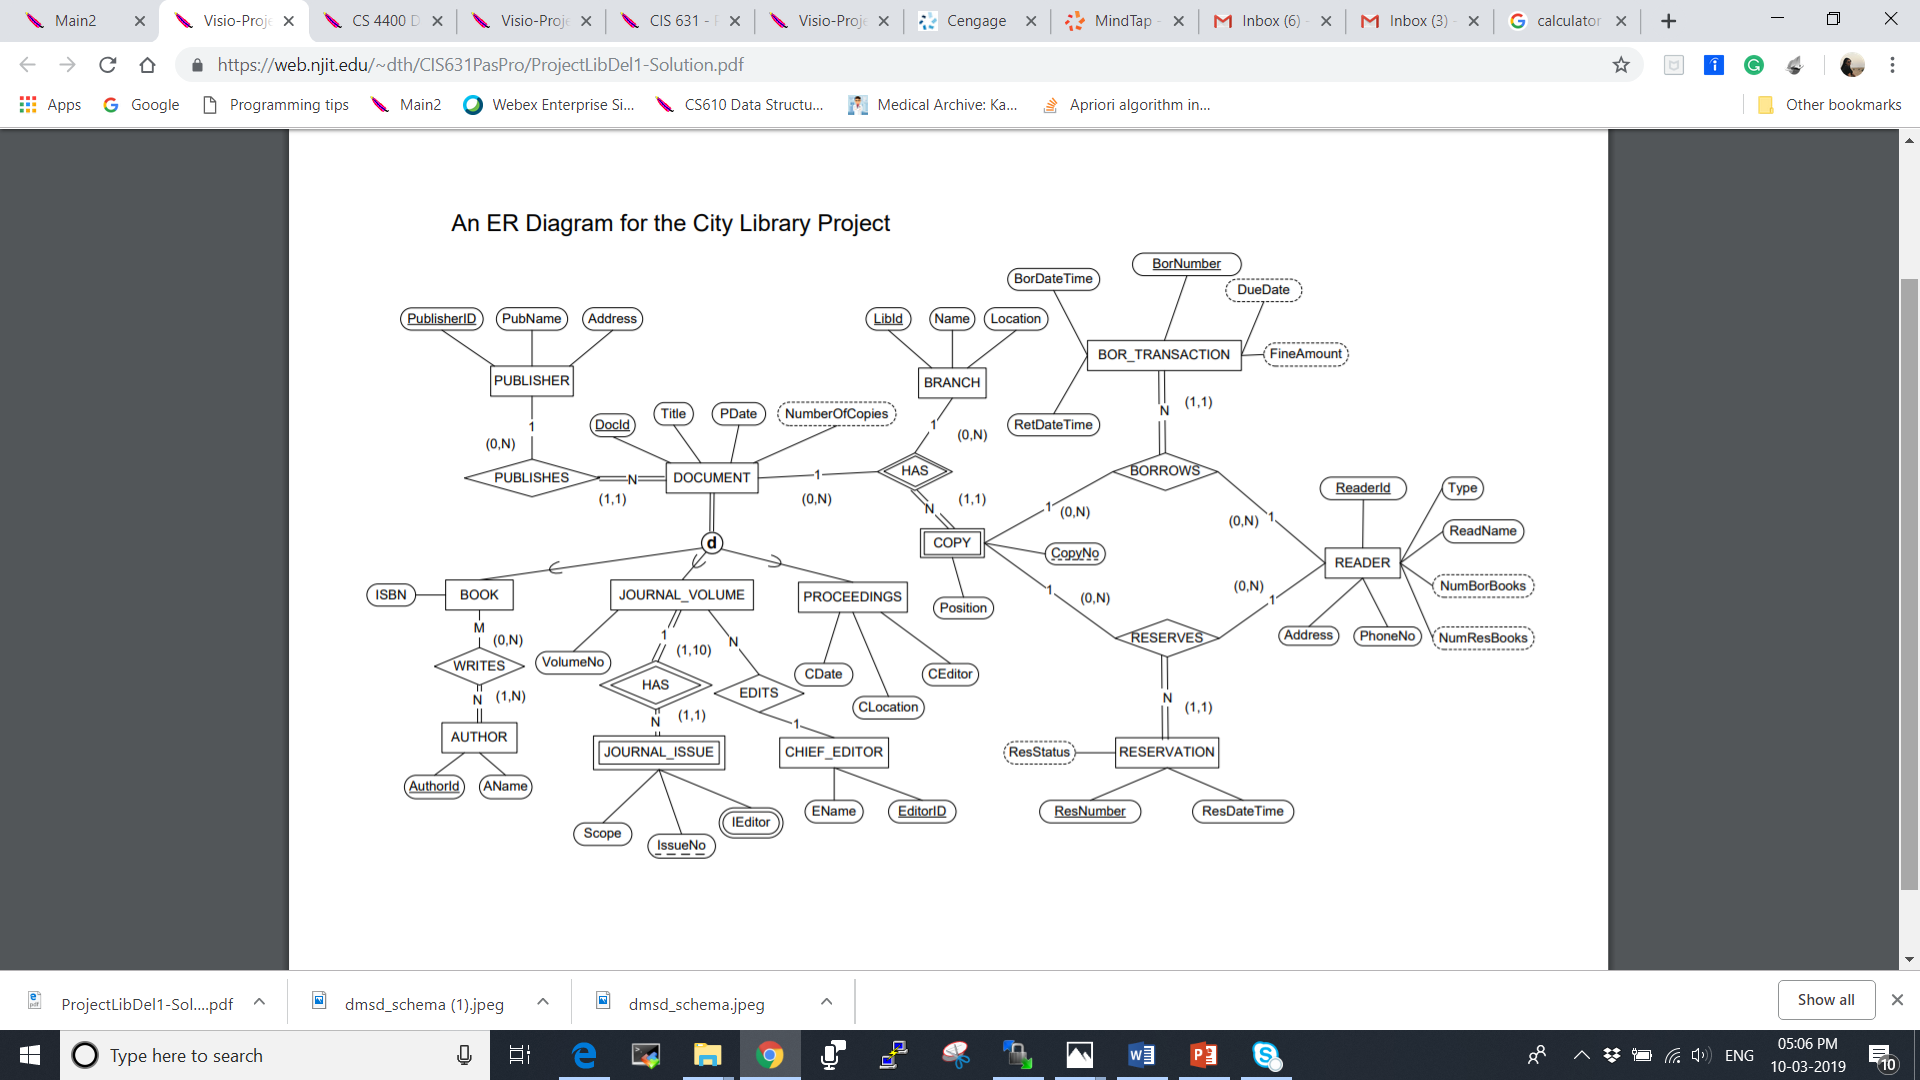 Main2
Visio-Proje
CS 4400 D
Visio-Proje
CIS 631 - P
Visio-Proje
Cengage
MindTap -
Inbox (6) -
Inbox (3) -
calculator
https://web.njit.edu/~dth/CIS631PasPro/ProjectLibDel1-Solution.pdf
Apps
Google
Programming tips
Main2
Webex Enterprise Si...
CS610 Data Structu...
Medical Archive: Ka...
Apriori algorithm in...
Other bookmarks
An ER Diagram for the City Library Project
BorNumber
BorDateTime
DueDate
PublisherID
PubName
Address
LibId
Name
Location
BOR_TRANSACTION
FineAmount
PUBLISHER
BRANCH
N
(1,1)
DocId
Title
PDate
NumberOfCopies
RetDateTime
1
(0,N)
1
(0,N)
PUBLISHES
N
(1,1)
DOCUMENT
1
(0,N)
HAS
BORROWS
N
(1,1)
1
(0,N)
(0,N)
1
ReaderId
Type
ReadName
d
COPY
CopyNo
READER
ISBN
BOOK
JOURNAL_VOLUME
PROCEEDINGS
Position
1
(0,N)
(0,N)
1
NumBorBooks
M
(0,N)
1
(1,10)
N
RESERVES
Address
PhoneNo
NumResBooks
WRITES
VolumeNo
CDate
CEditor
N
(1,N)
HAS
EDITS
CLocation
N
(1,1)
N
(1,1)
1
AUTHOR
JOURNAL_ISSUE
CHIEF_EDITOR
ResStatus
RESERVATION
AuthorId
AName
EName
EditorID
ResNumber
ResDateTime
Scope
IssueNo
IEditor
ProjectLibDel1-Sol....pdf
dmsd_schema (1).jpeg
dmsd_schema.jpeg
Show all
Type here to search
ENG
05:06 PM
10-03-2019
10